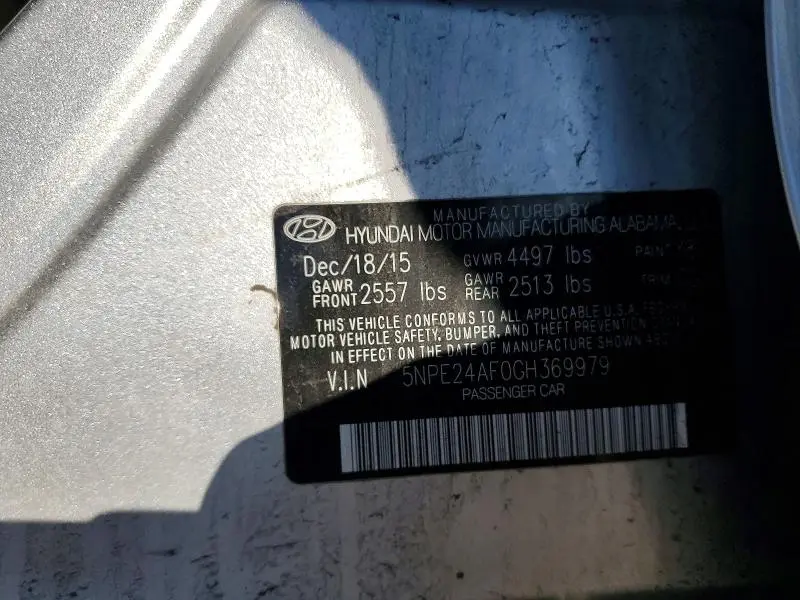 MANUFACTURED BY
HYUNDAI MOTOR MANUFACTURING ALABAMA,
Dec/18/15 GVWR 4497 lbs PAINT
GAWR FRONT 2557 lbs GAWR REAR 2513 lbs TRIM
THIS VEHICLE CONFORMS TO ALL APPLICABLE U.S.A.
MOTOR VEHICLE SAFETY, BUMPER, AND THEFT PREVENTION
IN EFFECT ON THE DATE OF MANUFACTURE SHOWN
V.I.N 5NPE24AF0GH369979
PASSENGER CAR